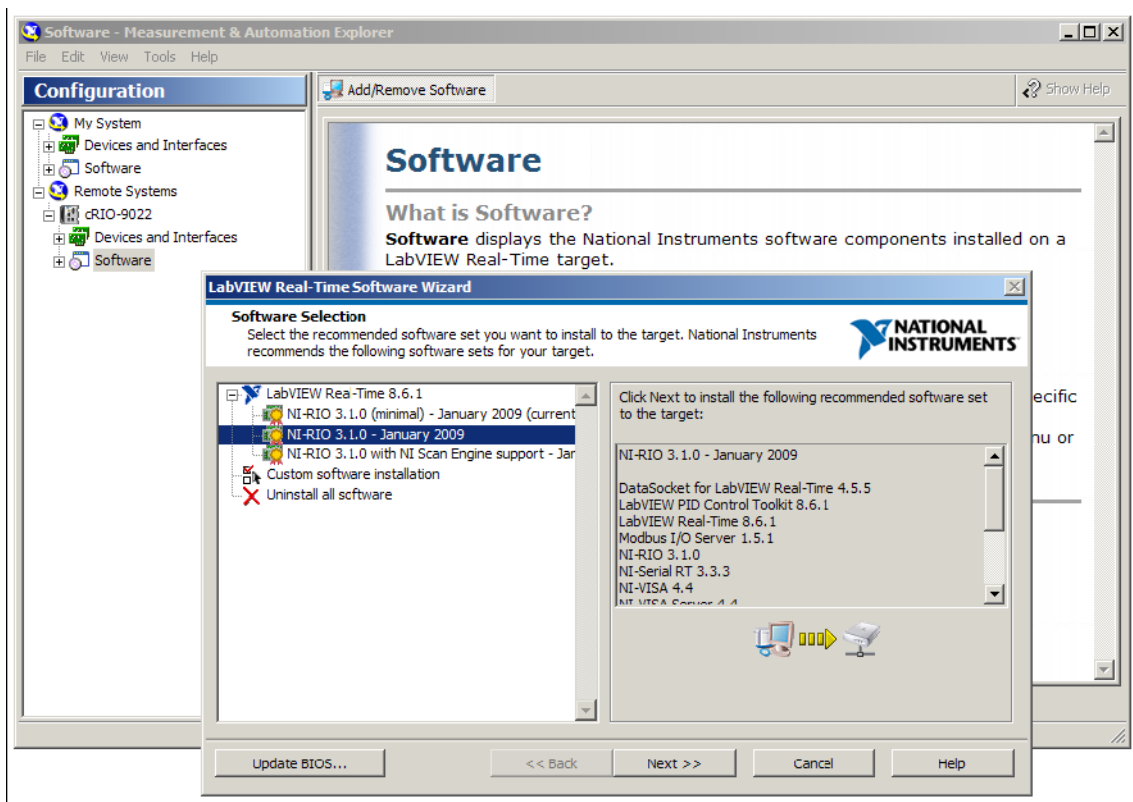 Software - Measurement & Automation Explorer
File Edit View Tools Help
Configuration
My System
Devices and Interfaces
Software
Remote Systems
cRIO-9022
Devices and Interfaces
Software
Add/Remove Software
Show Help
Software
What is Software?
Software displays the National Instruments software components installed on a
LabVIEW Real-Time target.
ecific
nu or
LabVIEW Real-Time Software Wizard
Software Selection
Select the recommended software set you want to install to the target. National Instruments
recommends the following software sets for your target.
NATIONAL
INSTRUMENTS
LabVIEW Real-Time 8.6.1
NI-RIO 3.1.0 (minimal) - January 2009 (current
NI-RIO 3.1.0 - January 2009
NI-RIO 3.1.0 with NI Scan Engine support - Jar
Custom software installation
Uninstall all software
Click Next to install the following recommended software set
to the target:
NI-RIO 3.1.0 - January 2009
DataSocket for LabVIEW Real-Time 4.5.5
LabVIEW PID Control Toolkit 8.6.1
LabVIEW Real-Time 8.6.1
Modbus I/O Server 1.5.1
NI-RIO 3.1.0
NI-Serial RT 3.3.3
NI-VISA 4.4
NI-VISA Server 4.4
Update BIOS...
<< Back
Next >>
Cancel
Help